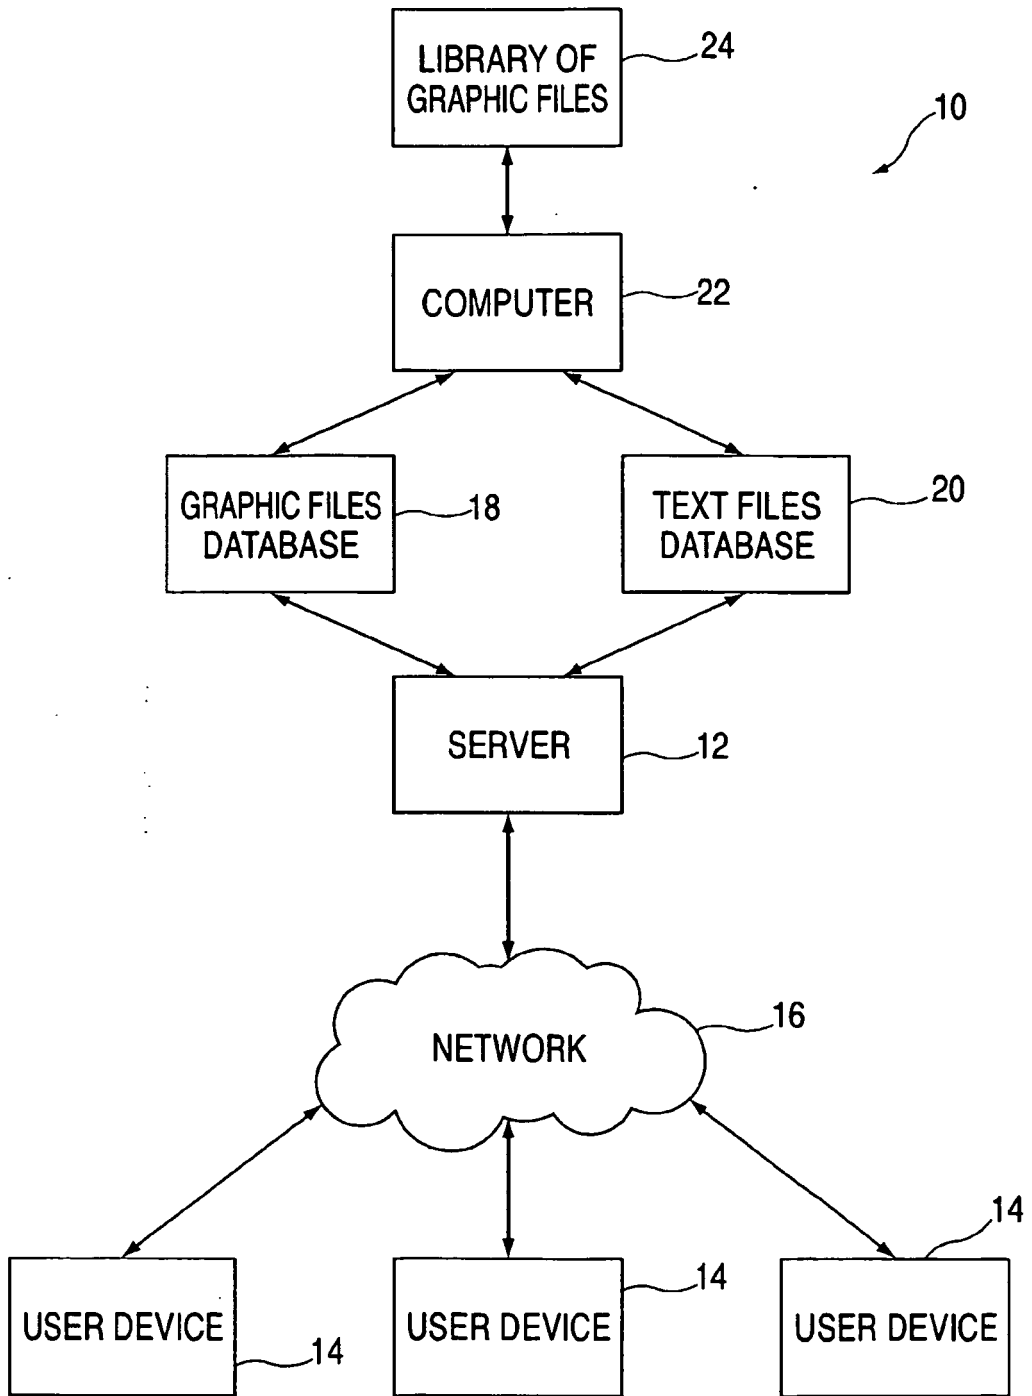 LIBRARY OF
GRAPHIC FILES
24
10
COMPUTER
22
GRAPHIC FILES
DATABASE
18
TEXT FILES
DATABASE
20
SERVER
12
NETWORK
16
USER DEVICE
14
USER DEVICE
14
USER DEVICE
14